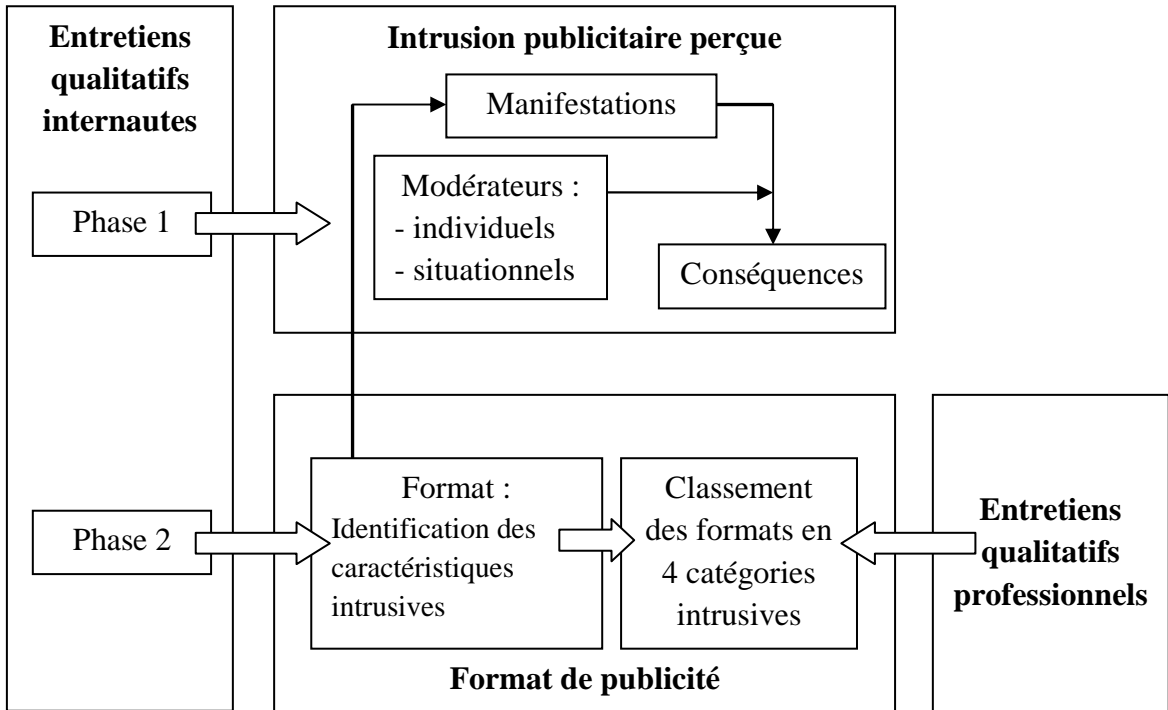 Entretiens
qualitatifs
internautes
Phase 1
Phase 2
Intrusion publicitaire perçue
Manifestations
Modérateurs :
- individuels
- situationnels
Conséquences
Format :
Identification des
caractéristiques
intrusives
Classement
des formats en
4 catégories
intrusives
Format de publicité
Entretiens
qualitatifs
professionnels